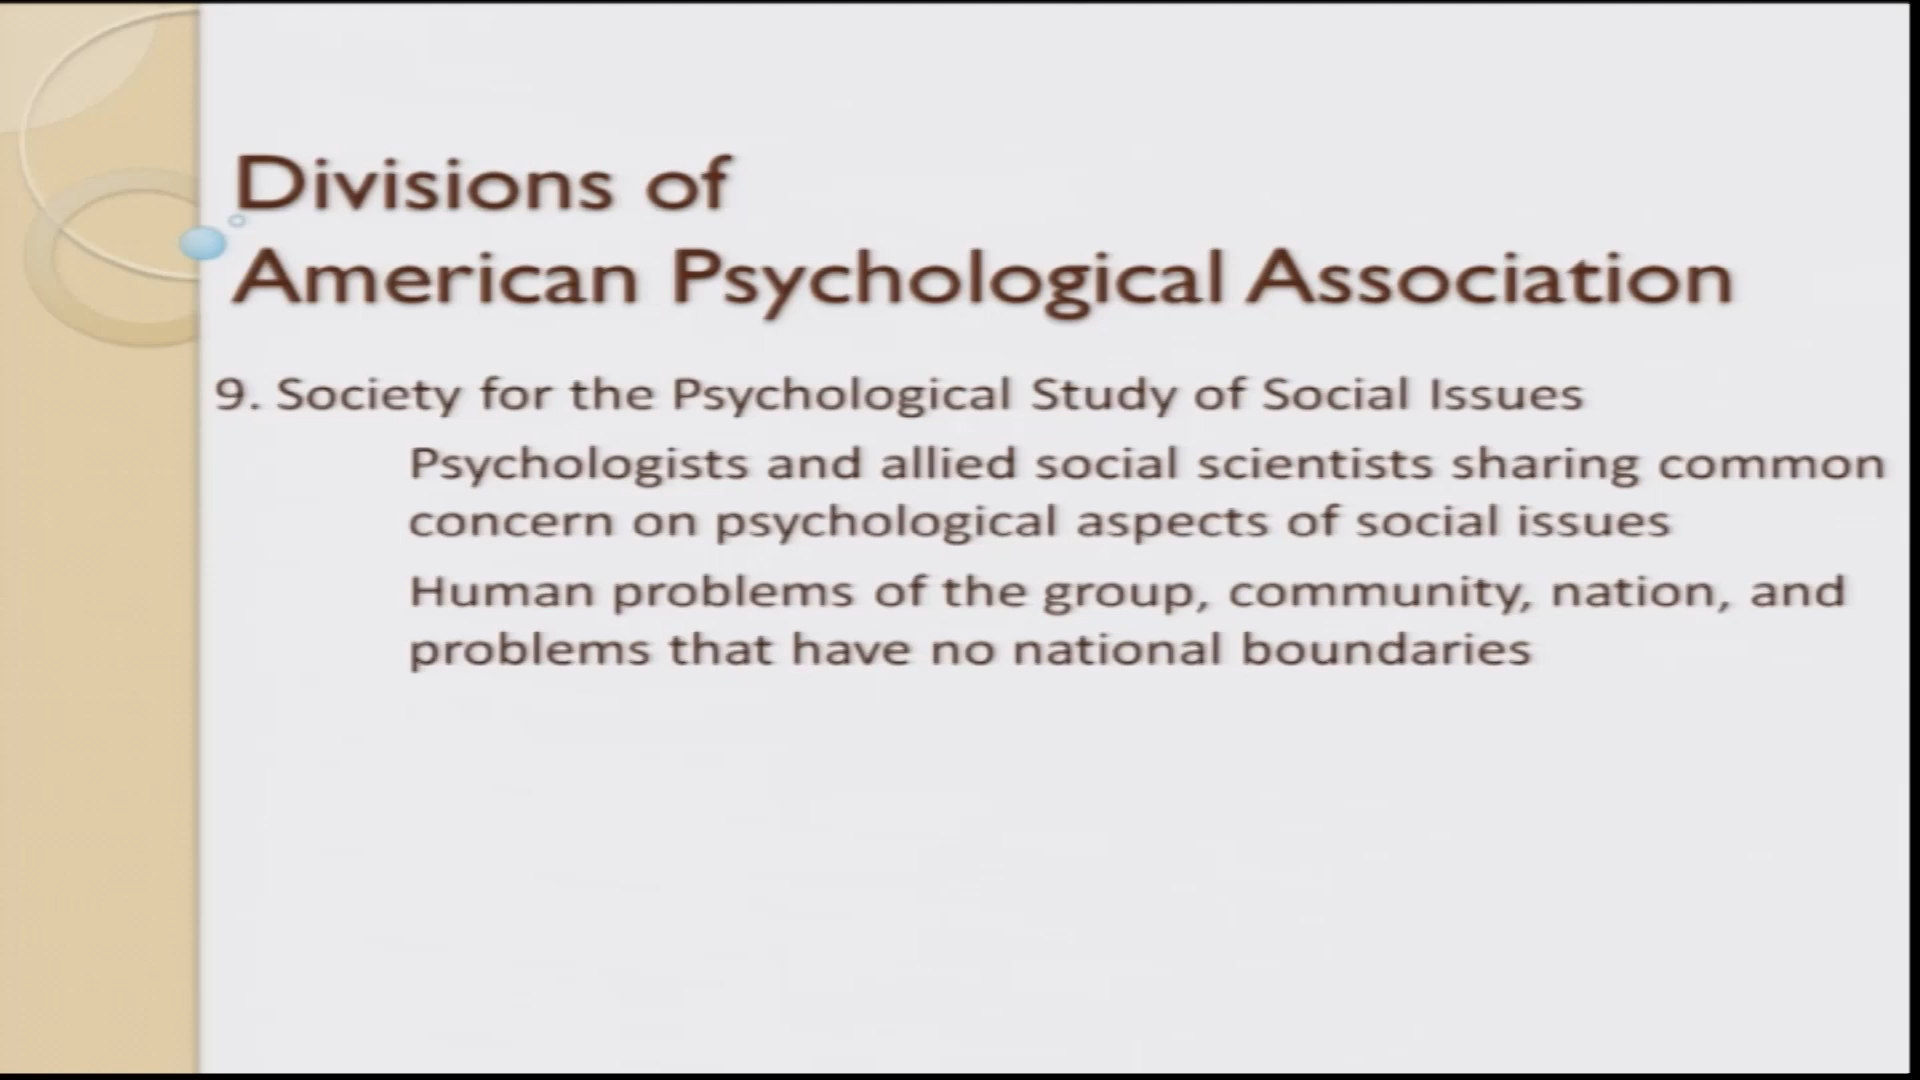 Divisions of
American Psychological Association
9. Society for the Psychological Study of Social Issues
Psychologists and allied social scientists sharing common
concern on psychological aspects of social issues
Human problems of the group, community, nation, and
problems that have no national boundaries